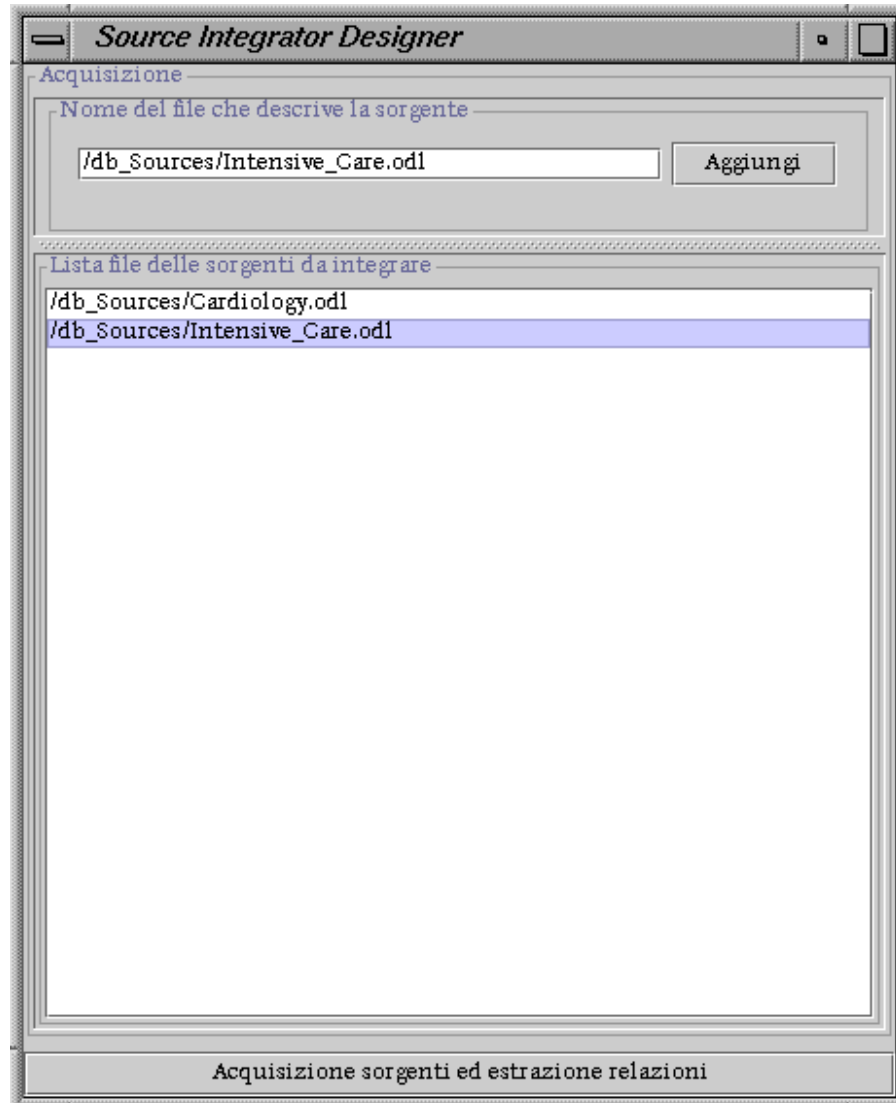 Source Integrator Designer
Acquisizione
Nome del file che descrive la sorgente
/db_Sources/Intensive_Care.odl
Aggiungi
Lista file delle sorgenti da integrare
/db_Sources/Cardiology.odl
/db_Sources/Intensive_Care.odl
Acquisizione sorgenti ed estrazione relazioni